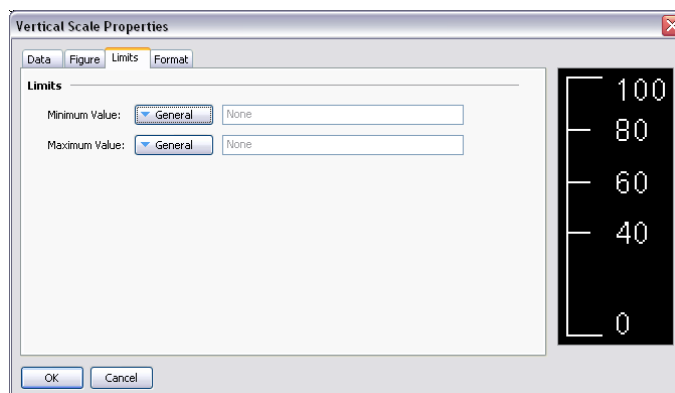 Vertical Scale Properties
Data Figure Limits Format
Limits
Minimum Value: General None
Maximum Value: General None
100
80
60
40
0
OK Cancel